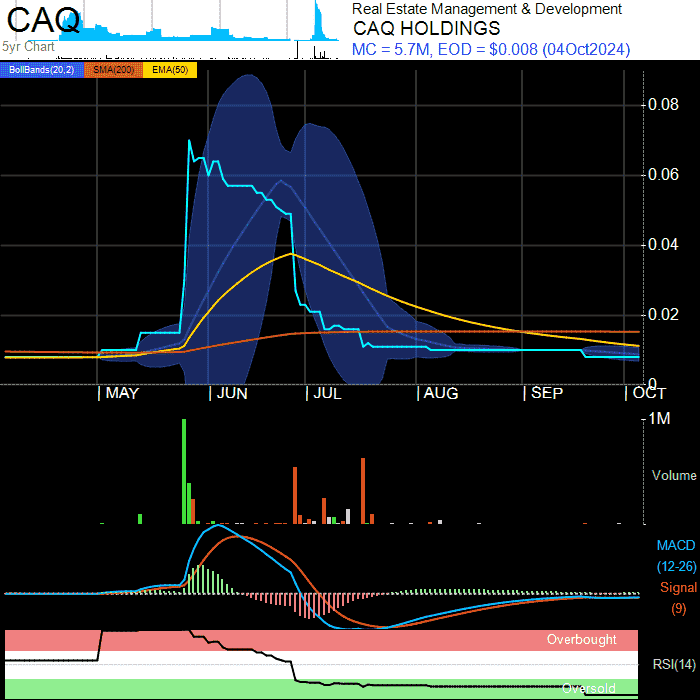 CAQ
5yr Chart
Real Estate Management & Development
CAQ HOLDINGS
MC = 5.7M, EOD = $0.008 (04Oct2024)
BollBands(20,2) SMA(200) EMA(50)
0.08
0.06
0.04
0.02
0
MAY JUN JUL AUG SEP OCT
1M
Volume
MACD
(12-26)
Signal
(9)
Overbought
RSI(14)
Oversold